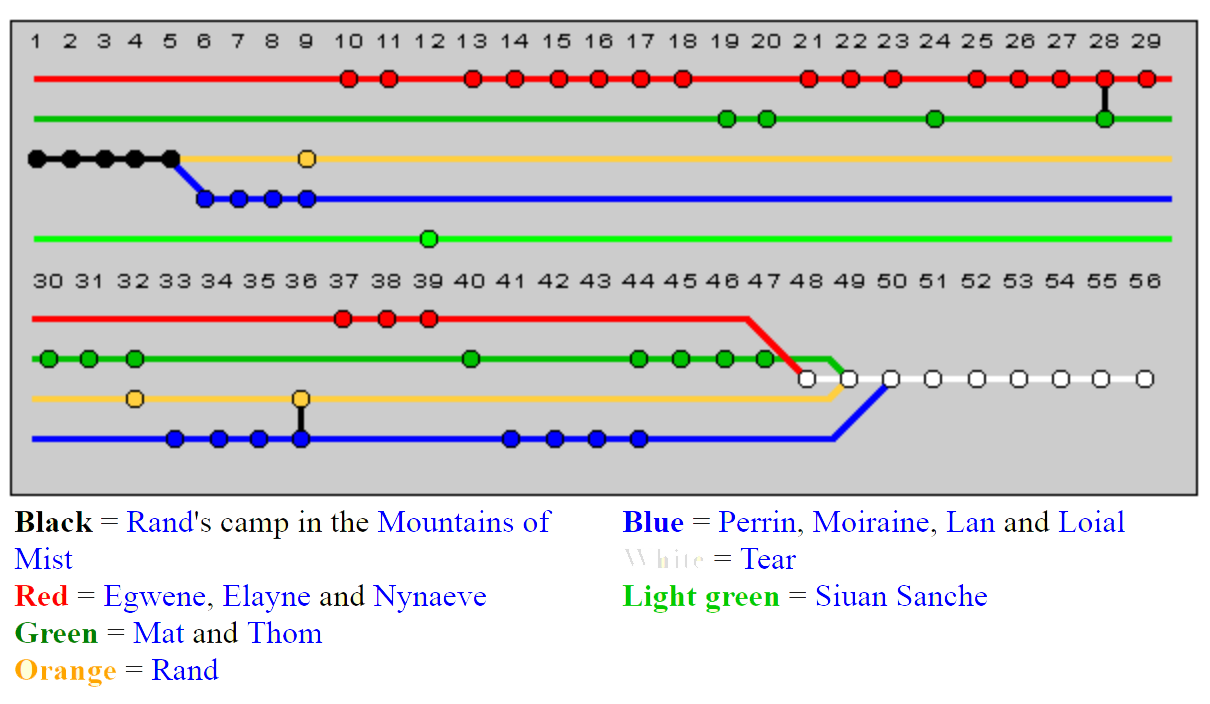 1 2 3 4 5 6 7 8 9 10 11 12 13 14 15 16 17 18 19 20 21 22 23 24 25 26 27 28 29
30 31 32 33 34 35 36 37 38 39 40 41 42 43 44 45 46 47 48 49 50 51 52 53 54 55 56
Black = Rand's camp in the Mountains of
Mist
Red = Egwene, Elayne and Nynaeve
Green = Mat and Thom
Orange = Rand
Blue = Perrin, Moiraine, Lan and Loial
White = Tear
Light green = Siuan Sanche